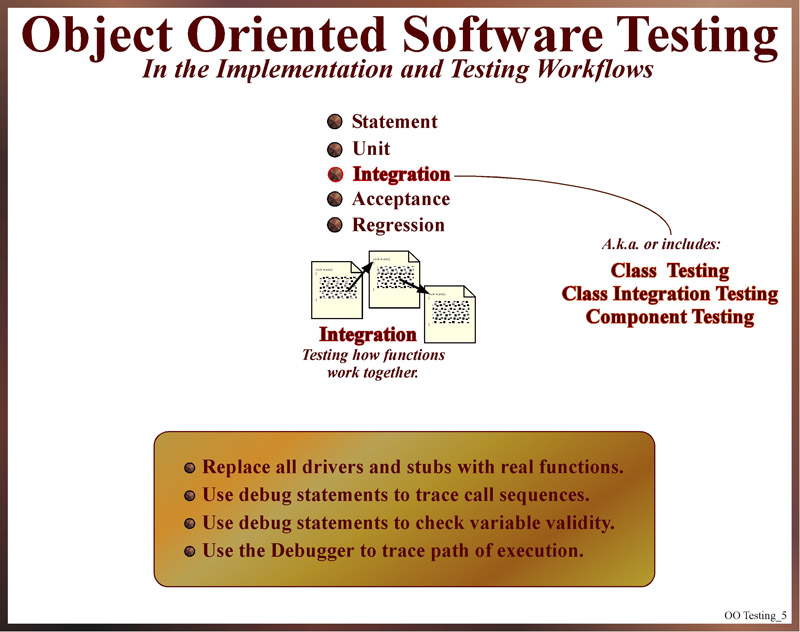 Object Oriented Software Testing
In the Implementation and Testing Workflows
Statement
Unit
Integration
Acceptance
Regression
A.k.a. or includes:
Class Testing
Class Integration Testing
Component Testing
Integration
Testing how functions
work together.
Replace all drivers and stubs with real functions.
Use debug statements to trace call sequences.
Use debug statements to check variable validity.
Use the Debugger to trace path of execution.
OO Testing_5